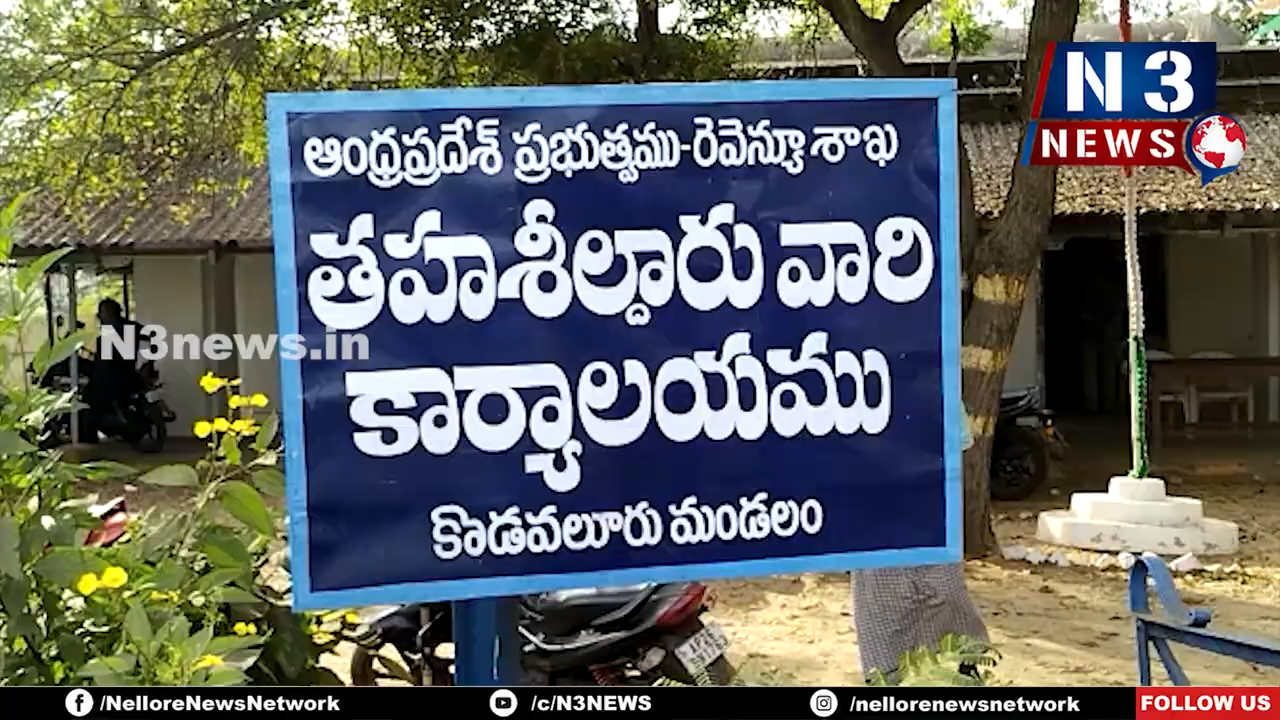 N3
NEWS
ఆంధ్రప్రదేశ్ ప్రభుత్వము-రెవెన్యూ శాఖ
తహశీల్దారు వారి
కార్యాలయము
కొడవలూరు మండలం
N3news.in
/NelloreNewsNetwork
/c/N3NEWS
/nellorenewsnetwork
FOLLOW US